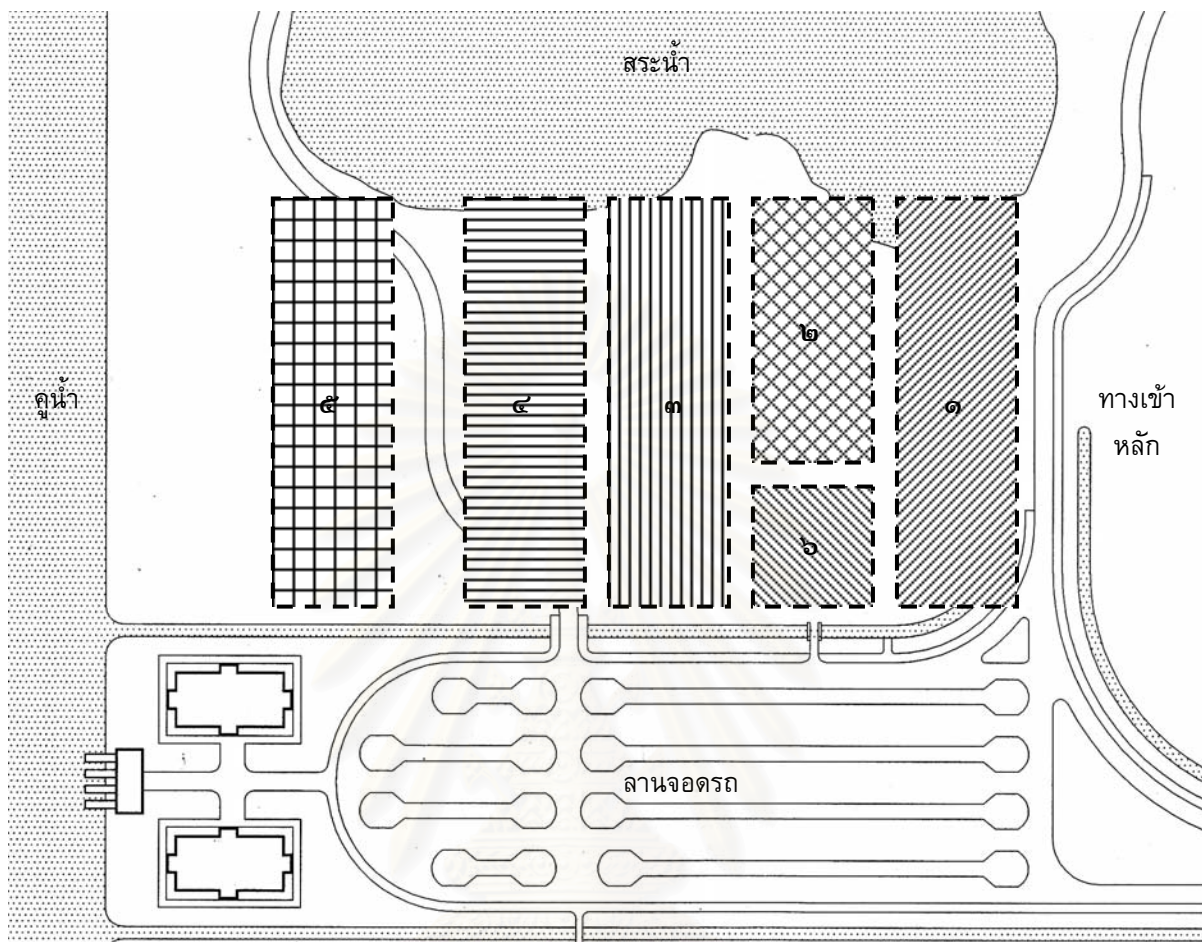 สระน้ำ
คูน้ำ
๕
๔
๓
๒
๖
๑
ทางเข้า
หลัก
ลานจอดรถ